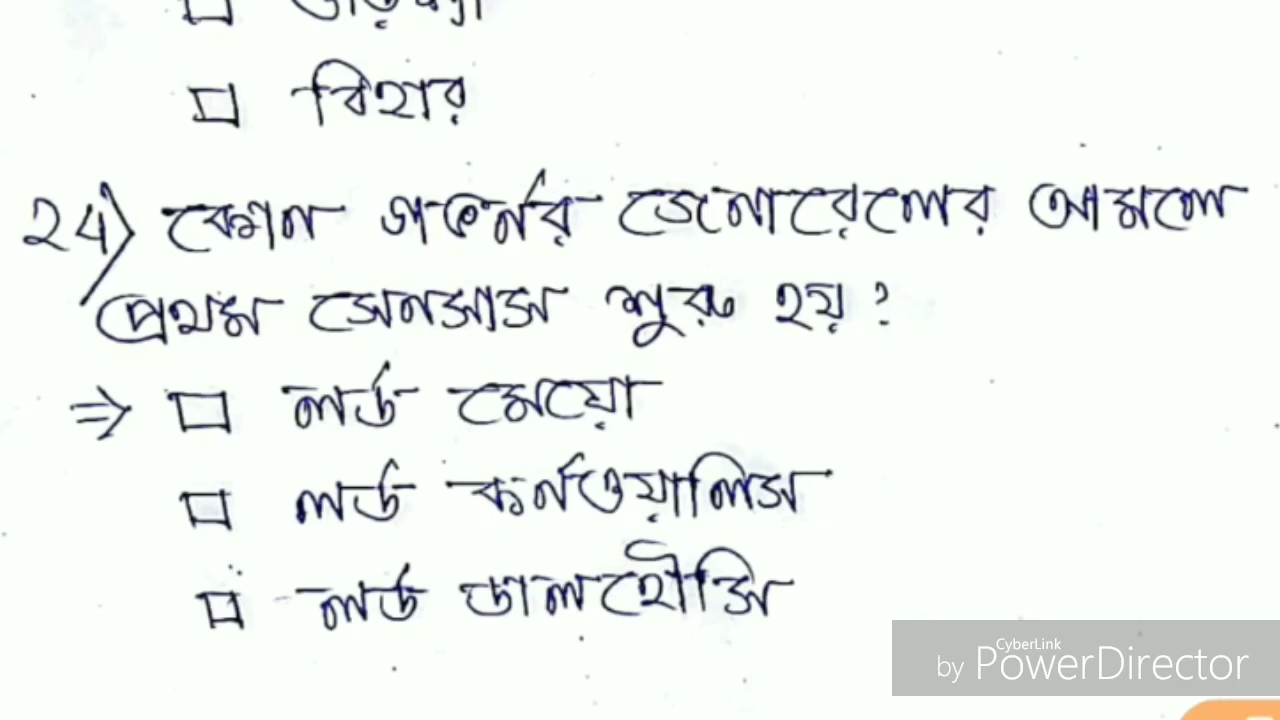 □ বিহার
24) কোন গভর্নর জেনারেলের আমলে
প্রথম সেনসাস শুরু হয় ?
⇒ □ লর্ড মেয়ো
□ লর্ড কর্নওয়ালিস
□ লর্ড ডালহৌসি
CyberLink
by PowerDirector